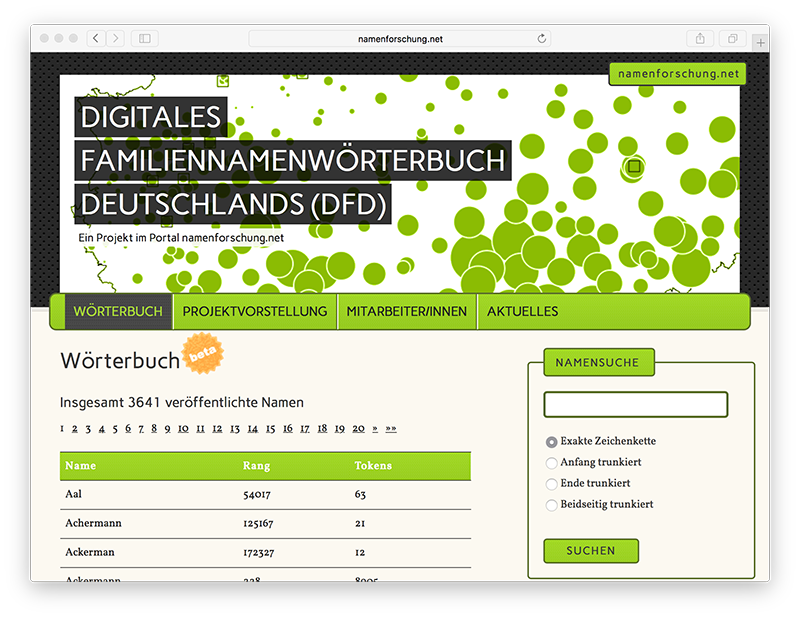 namenforschung.net
namenforschung.net
DIGITALES
FAMILIENNAMENWÖRTERBUCH
DEUTSCHLANDS (DFD)
Ein Projekt im Portal namenforschung.net
WÖRTERBUCH PROJEKTVORSTELLUNG MITARBEITER/INNEN AKTUELLES
Wörterbuch beta
Insgesamt 3641 veröffentlichte Namen
1 2 3 4 5 6 7 8 9 10 11 12 13 14 15 16 17 18 19 20 » »»
Name Rang Tokens
Aal 54017 63
Achermann 125167 21
Ackerman 172327 12
Ackermann 228 8005
NAMENSUCHE
Exakte Zeichenkette
Anfang trunkiert
Ende trunkiert
Beidseitig trunkiert
SUCHEN